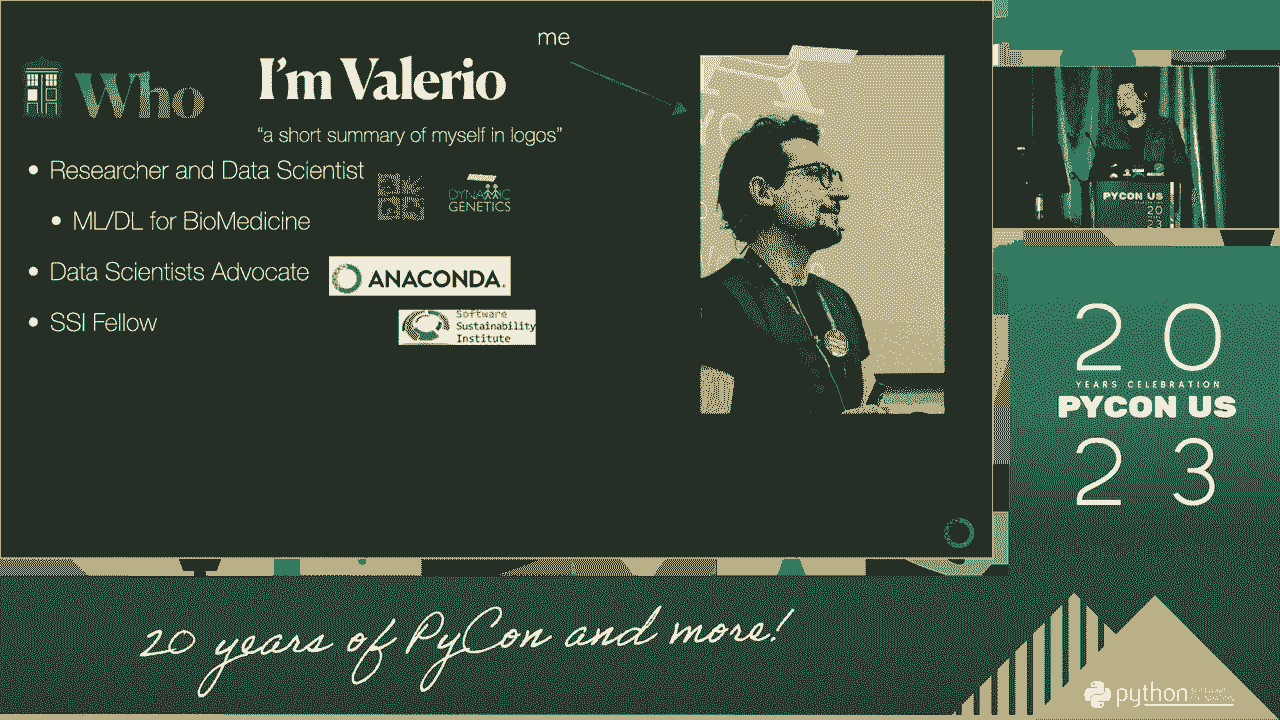 me
Who
I'm Valerio
"a short summary of myself in logos"
• Researcher and Data Scientist
DYNAMIC
GENETICS
• ML/DL for BioMedicine
• Data Scientists Advocate
ANACONDA.
• SSI Fellow
Software
Sustainability
Institute
PYCON US
20
23
20
YEARS CELEBRATION
PYCON US
23
20 years of PyCon and more!
python